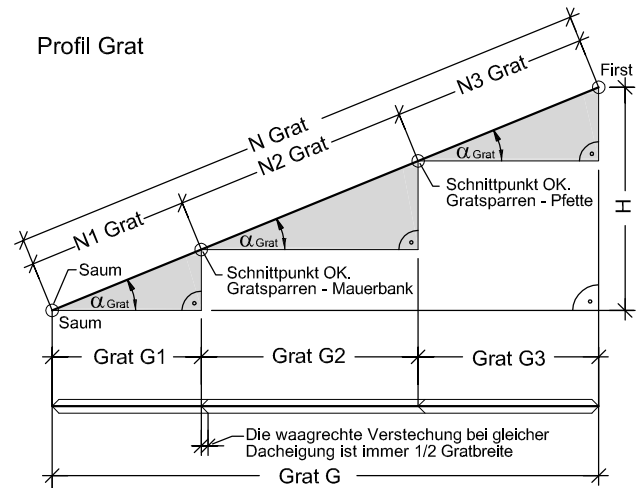 Profil Grat
First
N Grat
N3 Grat
N2 Grat
N1 Grat
α Grat
Schnittpunkt OK.
Gratsparren - Pfette
H
α Grat
Saum
Schnittpunkt OK.
Gratsparren - Mauerbank
α Grat
Saum
Grat G1
Grat G2
Grat G3
Die waagrechte Verstechung bei gleicher
Dacheigung ist immer 1/2 Gratbreite
Grat G